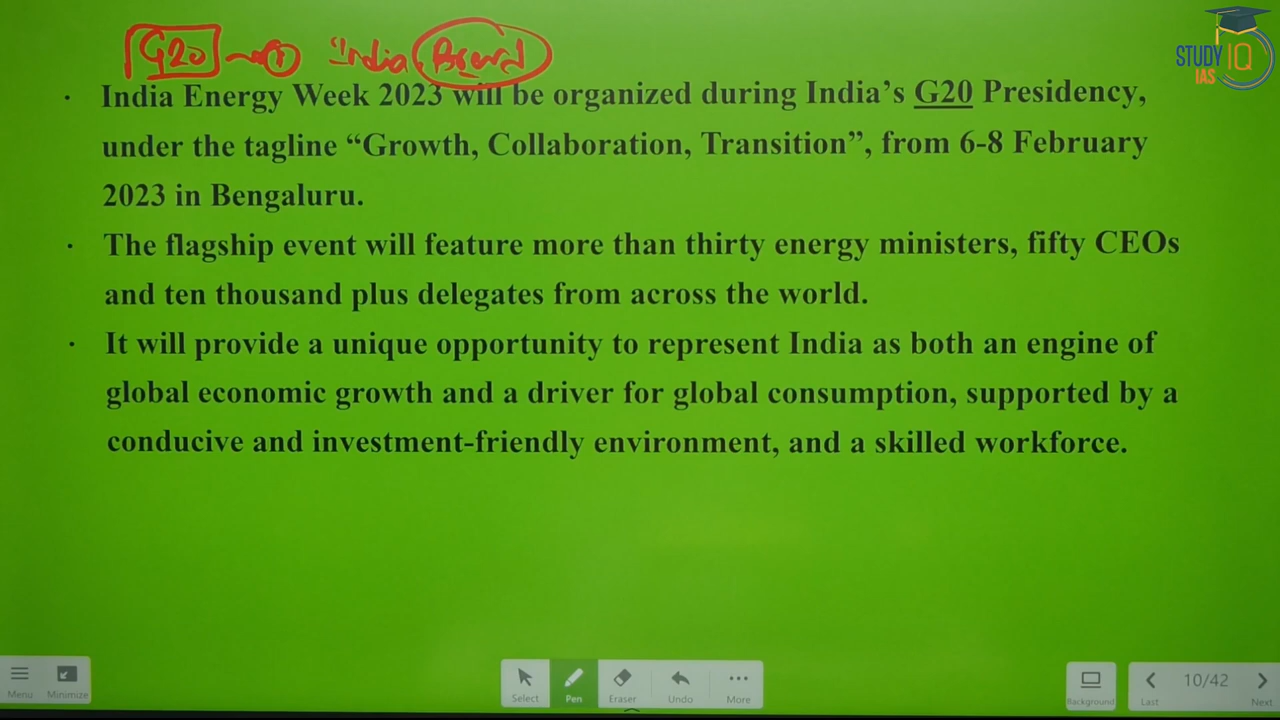 G20 → ① "India Brand
STUDY IQ
IAS
· India Energy Week 2023 will be organized during India's G20 Presidency,
under the tagline “Growth, Collaboration, Transition”, from 6-8 February
2023 in Bengaluru.
· The flagship event will feature more than thirty energy ministers, fifty CEOs
and ten thousand plus delegates from across the world.
· It will provide a unique opportunity to represent India as both an engine of
global economic growth and a driver for global consumption, supported by a
conducive and investment-friendly environment, and a skilled workforce.
Menu Minimize Select Pen Eraser Undo More Background Last 10/42 Next